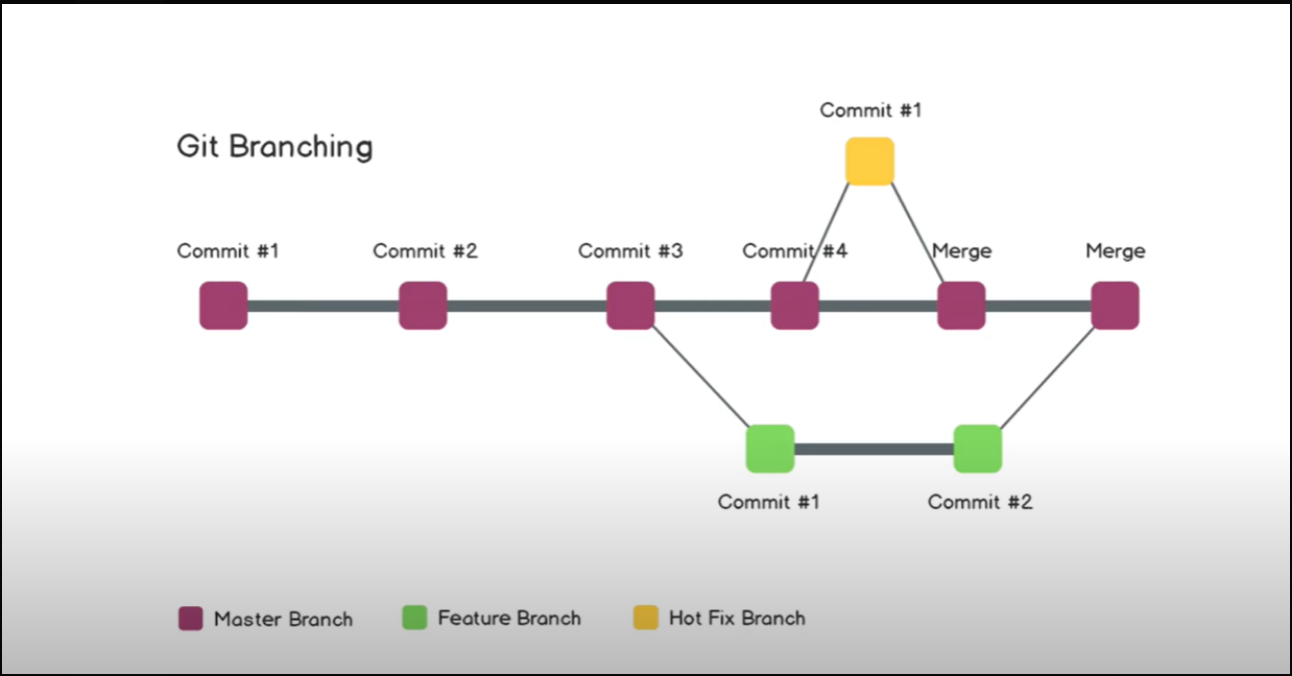 Commit #1
Git Branching
Commit #1 Commit #2 Commit #3 Commit #4 Merge Merge
Commit #1 Commit #2
Master Branch Feature Branch Hot Fix Branch